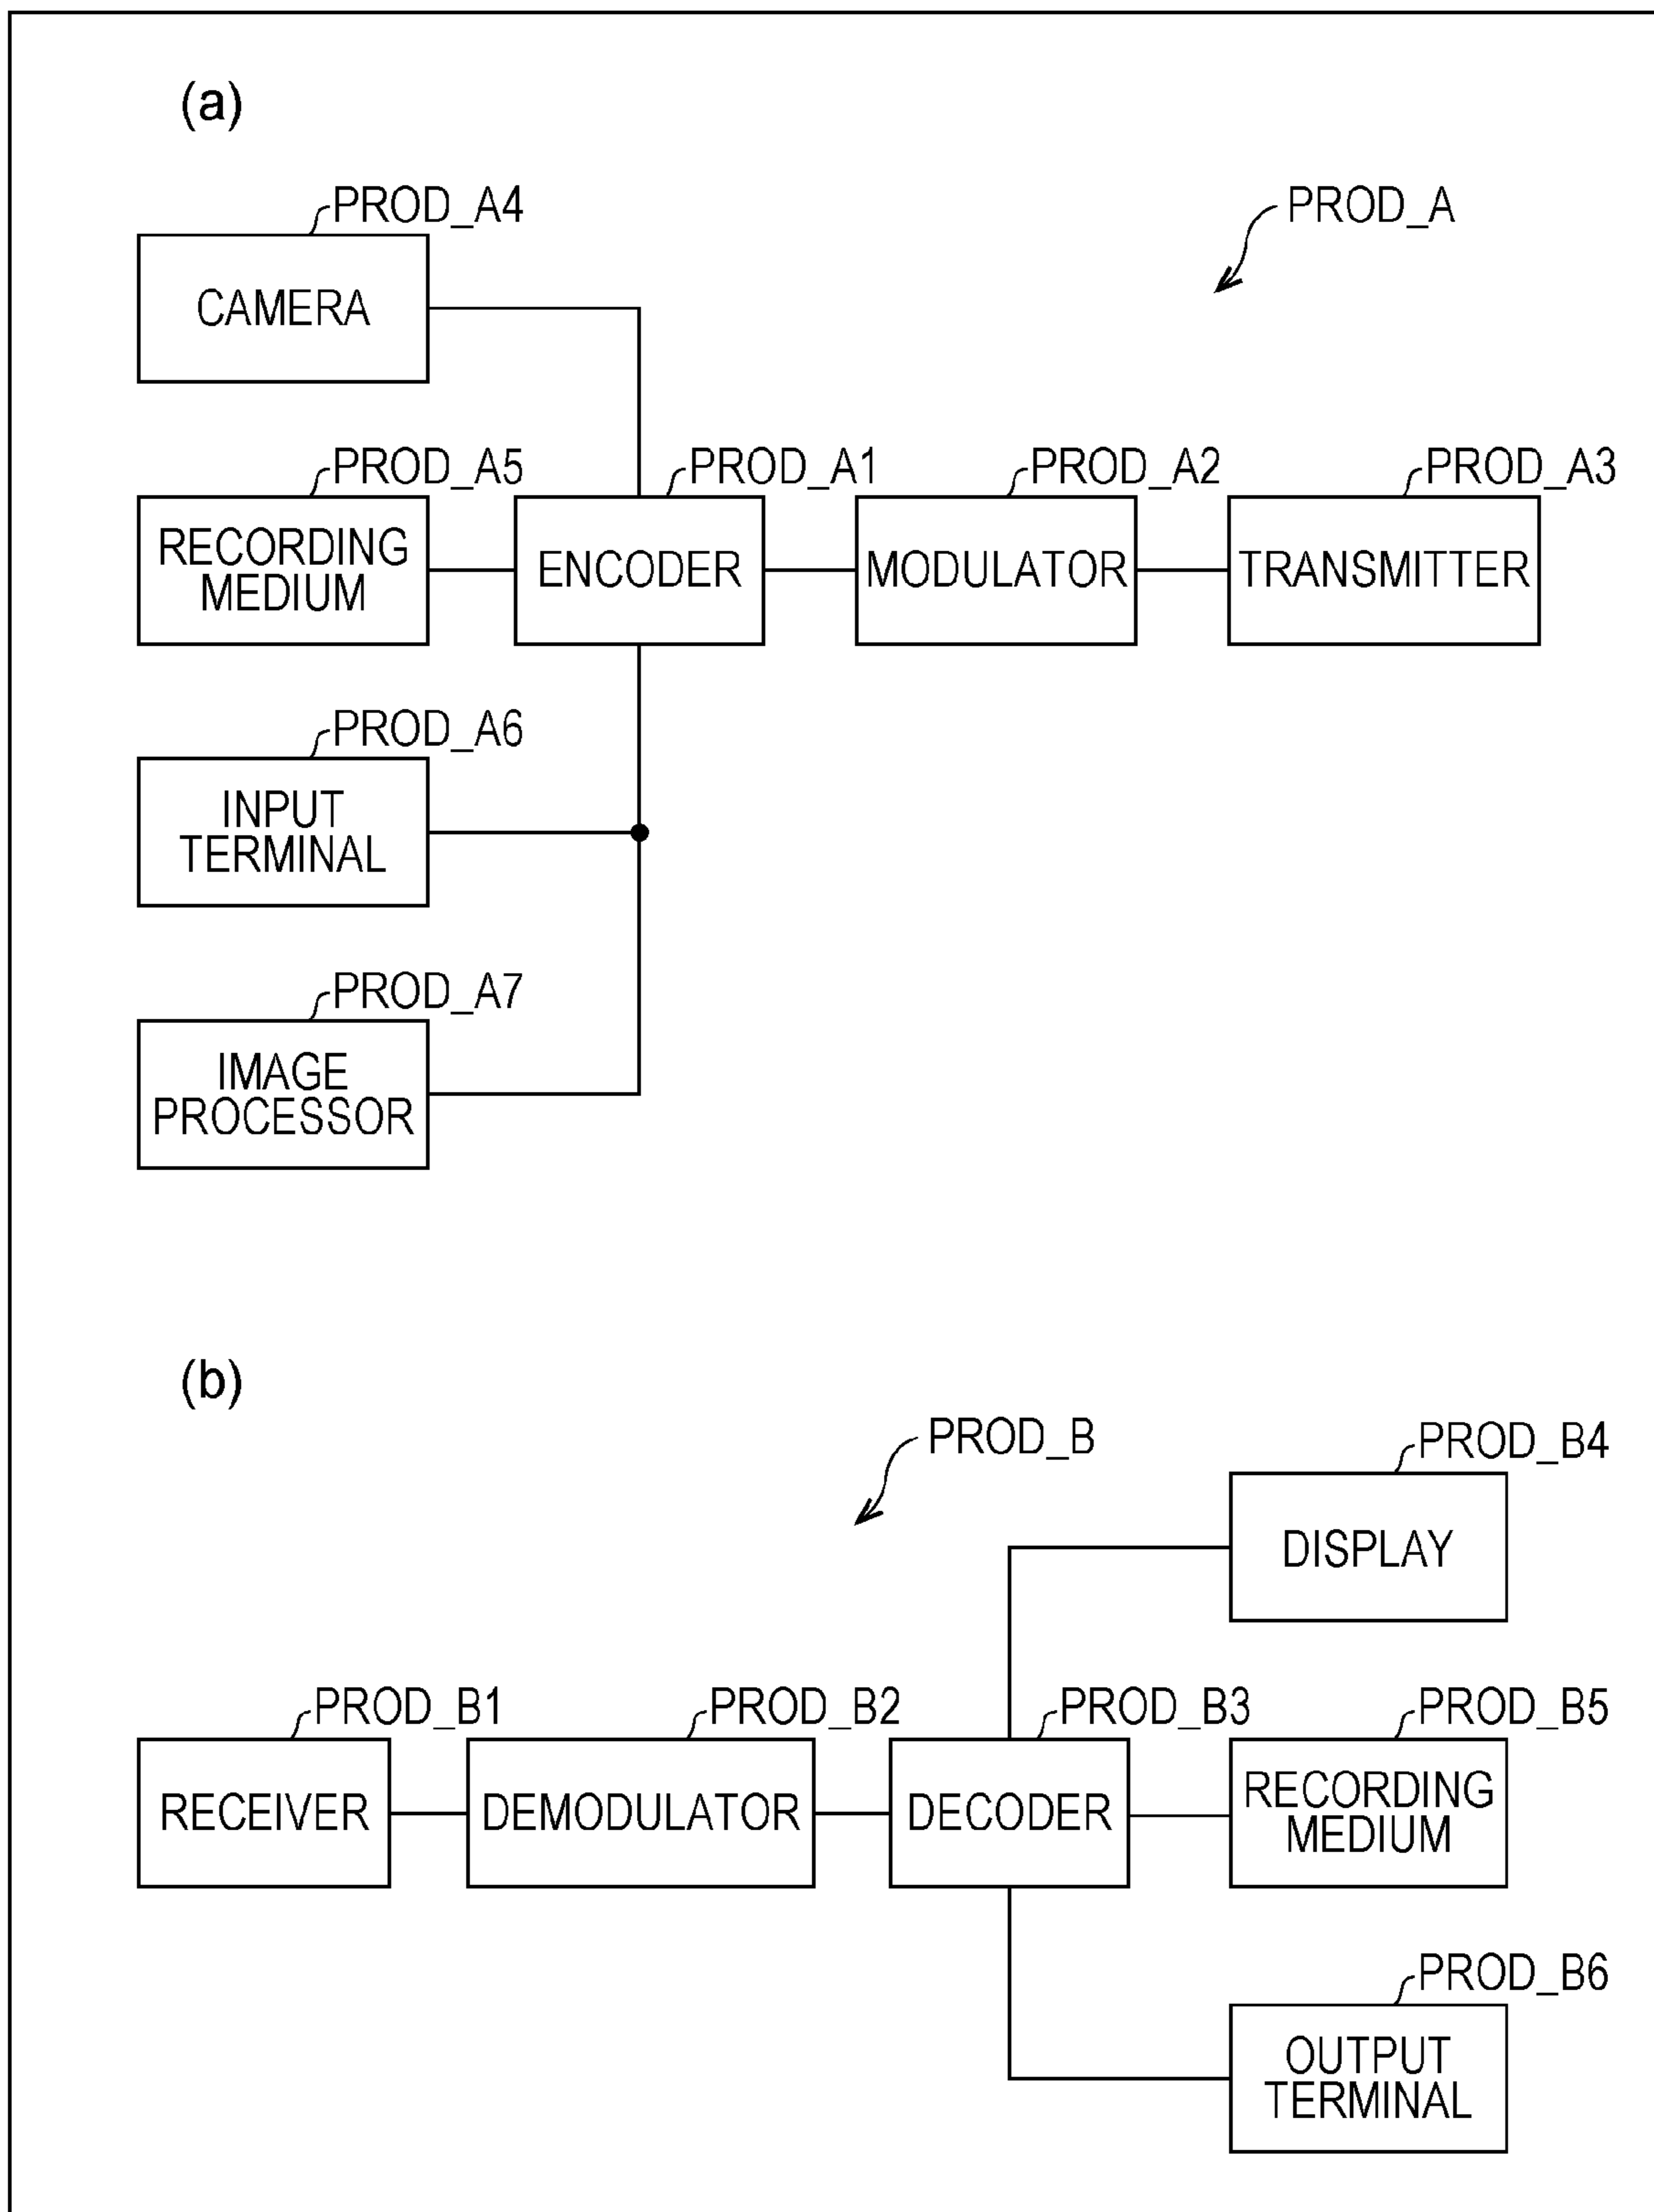 (a)
PROD_A4
PROD_A
CAMERA
PROD_A5
PROD_A1
PROD_A2
PROD_A3
RECORDING
MEDIUM
ENCODER
MODULATOR
TRANSMITTER
PROD_A6
INPUT
TERMINAL
PROD_A7
IMAGE
PROCESSOR
(b)
PROD_B
PROD_B4
DISPLAY
PROD_B1
PROD_B2
PROD_B3
PROD_B5
RECEIVER
DEMODULATOR
DECODER
RECORDING
MEDIUM
PROD_B6
OUTPUT
TERMINAL